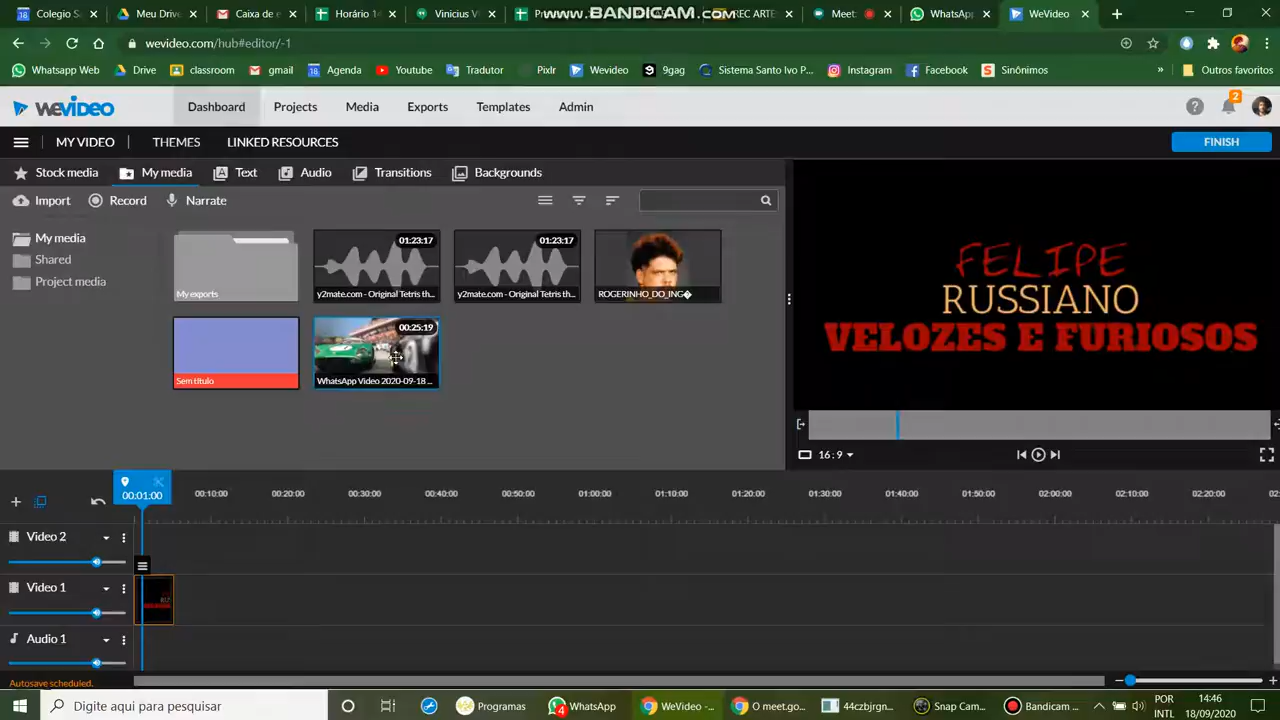 Colegio S
Meu Drive
Caixa de e
Horário 14
Vinicius V
www.BANDICAM.com
REC ARTE
Meet:
WhatsApp
WeVideo
wevideo.com/hub#editor/-1
Whatsapp Web
Drive
classroom
gmail
Agenda
Youtube
Tradutor
Pixlr
Wevideo
9gag
Sistema Santo Ivo P...
Instagram
Facebook
Sinônimos
»
Outros favoritos
WEVIDEO
Dashboard
Projects
Media
Exports
Templates
Admin
2
MY VIDEO
THEMES
LINKED RESOURCES
FINISH
Stock media
My media
Text
Audio
Transitions
Backgrounds
Import
Record
Narrate
My media
Shared
Project media
My exports
01:23:17
y2mate.com - Original Tetris th...
01:23:17
y2mate.com - Original Tetris th...
ROGERINHO_DO_ING�
Sem título
00:25:19
WhatsApp Video 2020-09-18 ...
FELIPE
RUSSIANO
VELOZES E FURIOSOS
16:9
00:01:00
00:10:00
00:20:00
00:30:00
00:40:00
00:50:00
01:00:00
01:10:00
01:20:00
01:30:00
01:40:00
01:50:00
02:00:00
02:10:00
02:20:00
Video 2
Video 1
Audio 1
Autosave scheduled.
Digite aqui para pesquisar
Programas
4
WhatsApp
WeVideo -...
O meet.go...
44czbjrgn...
Snap Cam...
Bandicam ...
POR
INTL
14:46
18/09/2020